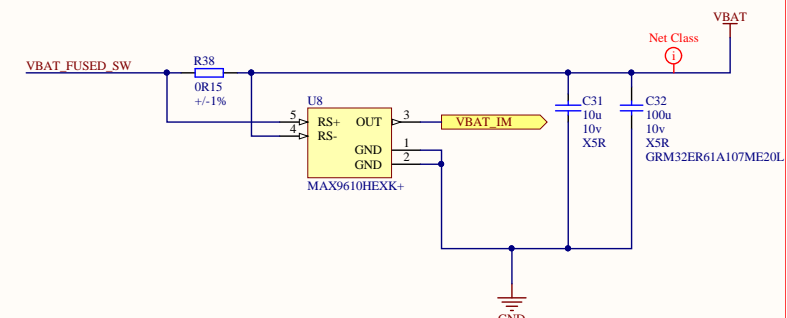 VBAT
Net Class
i
VBAT_FUSED_SW
R38
0R15
+/-1%
U8
5 RS+ OUT 3
VBAT_IM
4 RS-
GND 1
GND 2
MAX9610HEXK+
C31
10u
10v
X5R
C32
100u
10v
X5R
GRM32ER61A107ME20L
GND